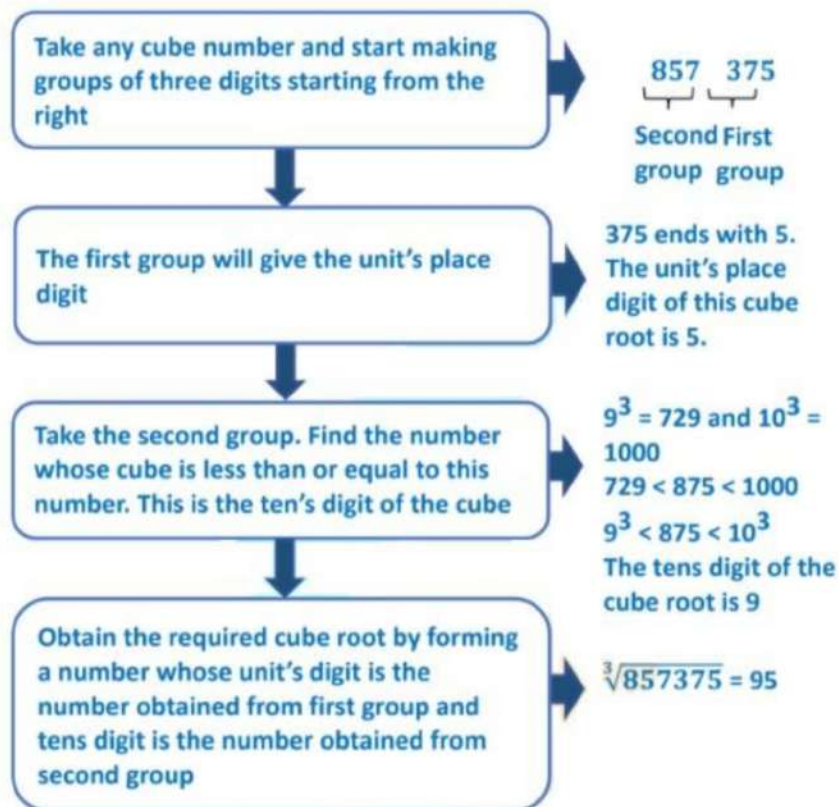 Take any cube number and start making
groups of three digits starting from the
right
857 375
Second First
group group
The first group will give the unit's place
digit
375 ends with 5.
The unit's place
digit of this cube
root is 5.
Take the second group. Find the number
whose cube is less than or equal to this
number. This is the ten's digit of the cube
9³ = 729 and 10³ =
1000
729 < 875 < 1000
9³ < 875 < 10³
The tens digit of the
cube root is 9
Obtain the required cube root by forming
a number whose unit's digit is the
number obtained from first group and
tens digit is the number obtained from
second group
∛857375 = 95